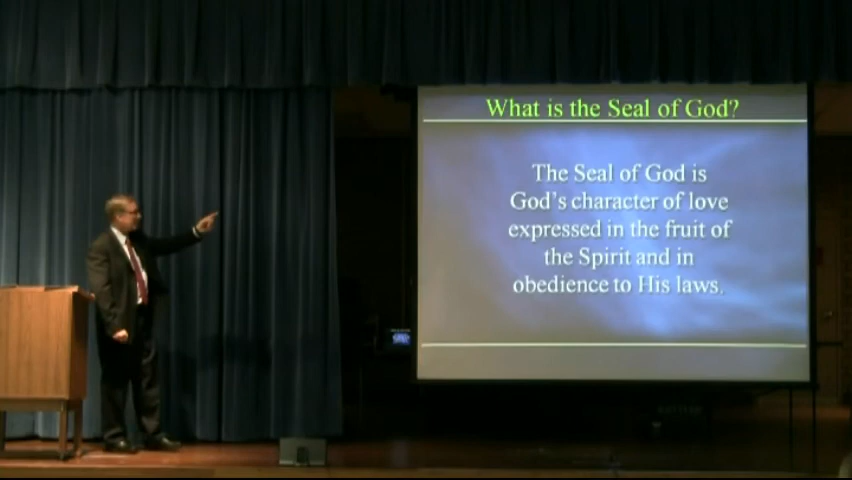 What is the Seal of God?
The Seal of God is
God's character of love
expressed in the fruit of
the Spirit and in
obedience to His laws.